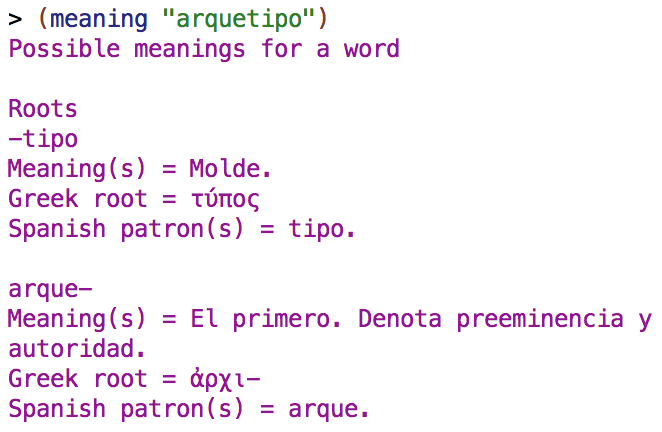 > (meaning "arquetipo")
Possible meanings for a word
Roots
-tipo
Meaning(s) = Molde.
Greek root = τύπος
Spanish patron(s) = tipo.
arque-
Meaning(s) = El primero. Denota preeminencia y
autoridad.
Greek root = ἀρχι-
Spanish patron(s) = arque.